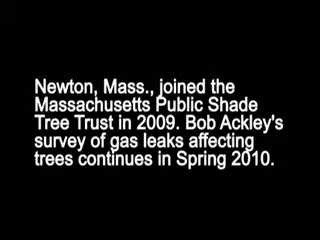 Newton, Mass., joined the
Massachusetts Public Shade
Tree Trust in 2009. Bob Ackley's
survey of gas leaks affecting
trees continues in Spring 2010.